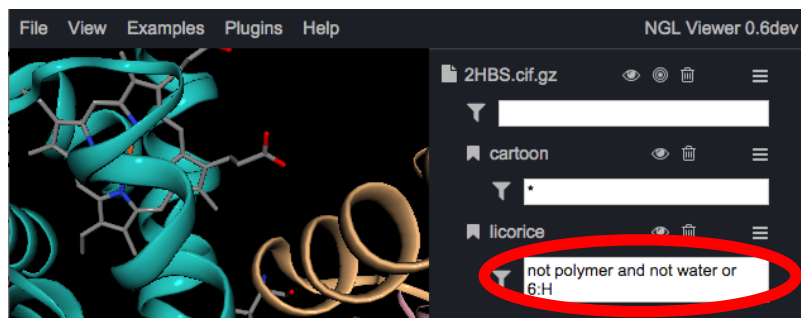 File View Examples Plugins Help NGL Viewer 0.6dev
2HBS.cif.gz
cartoon
*
licorice
not polymer and not water or
6:H